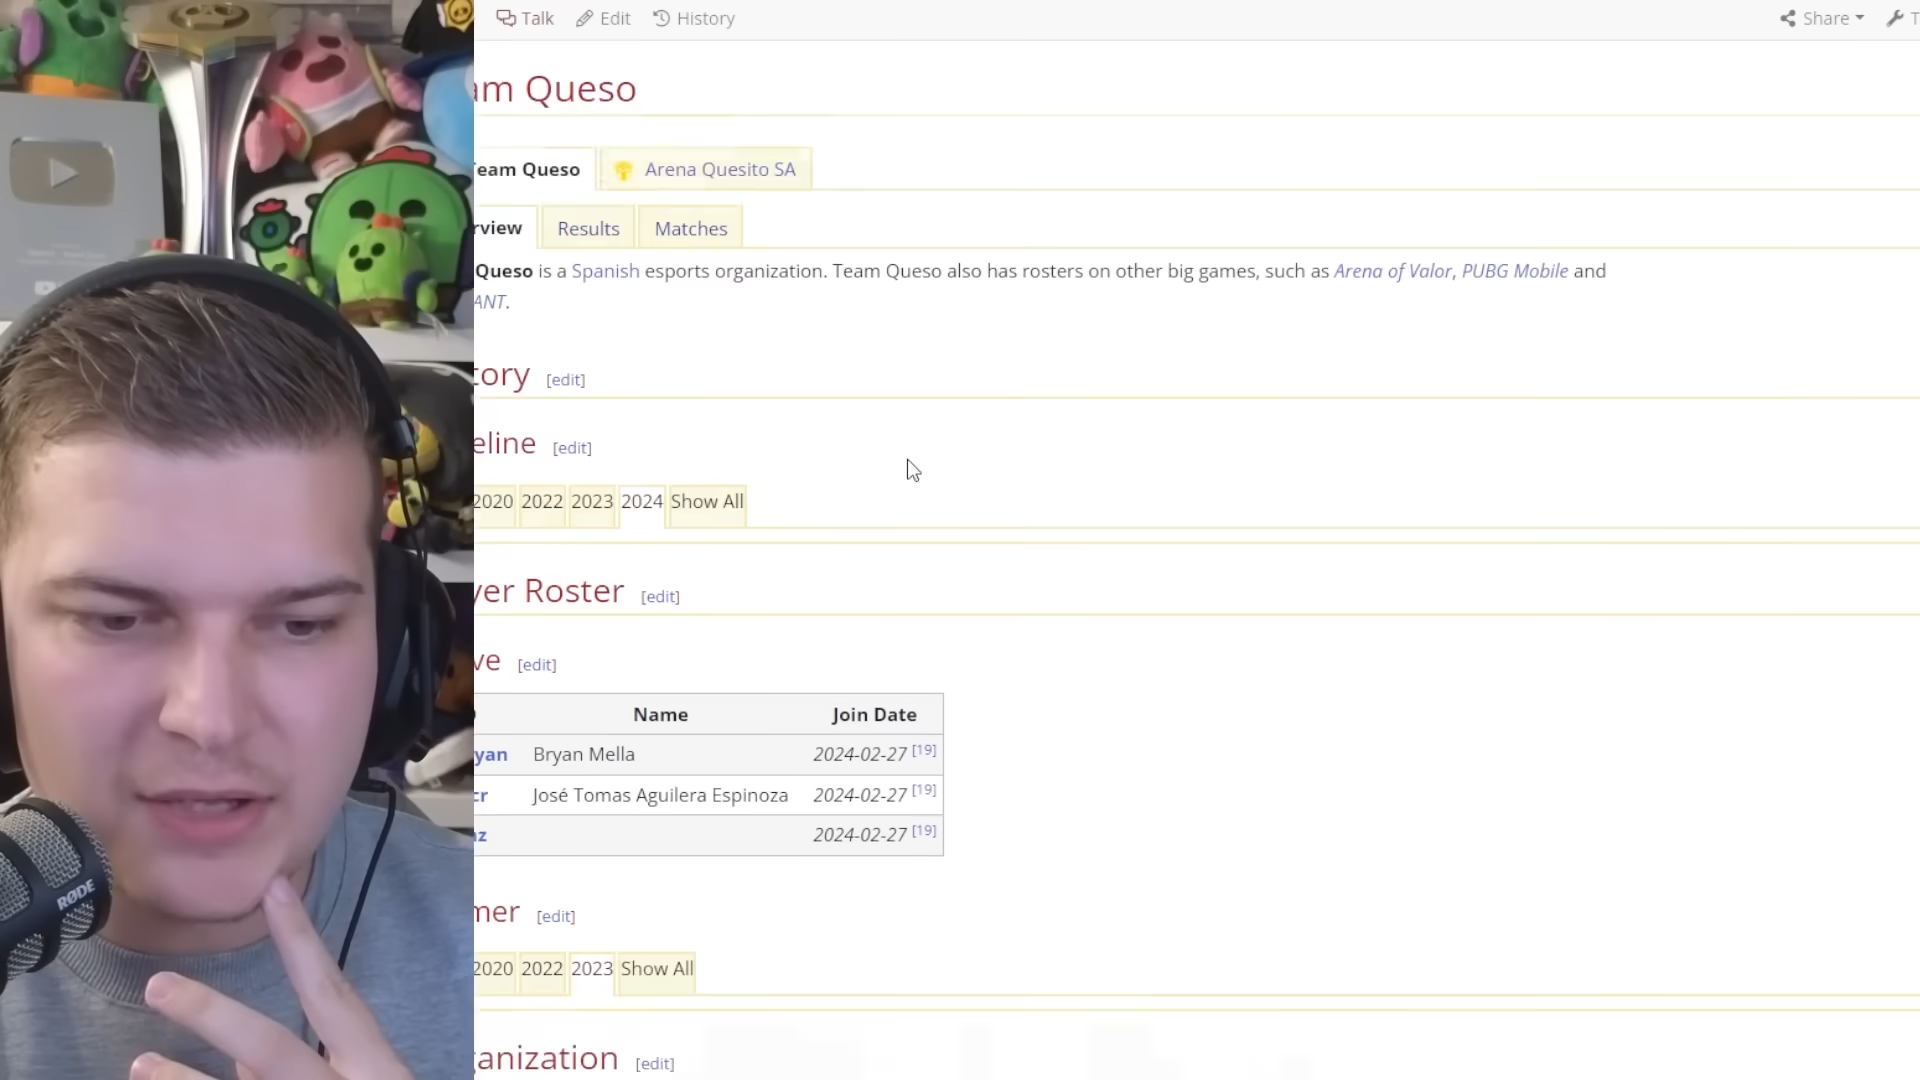 Talk Edit History Share T
am Queso
Team Queso Arena Quesito SA
rview Results Matches
Queso is a Spanish esports organization. Team Queso also has rosters on other big games, such as Arena of Valor, PUBG Mobile and
ANT.
tory [edit]
eline [edit]
2020 2022 2023 2024 Show All
yer Roster [edit]
ve [edit]
Name Join Date
yan Bryan Mella 2024-02-27 [19]
cr José Tomas Aguilera Espinoza 2024-02-27 [19]
z 2024-02-27 [19]
mer [edit]
2020 2022 2023 Show All
anization [edit]
RØDE